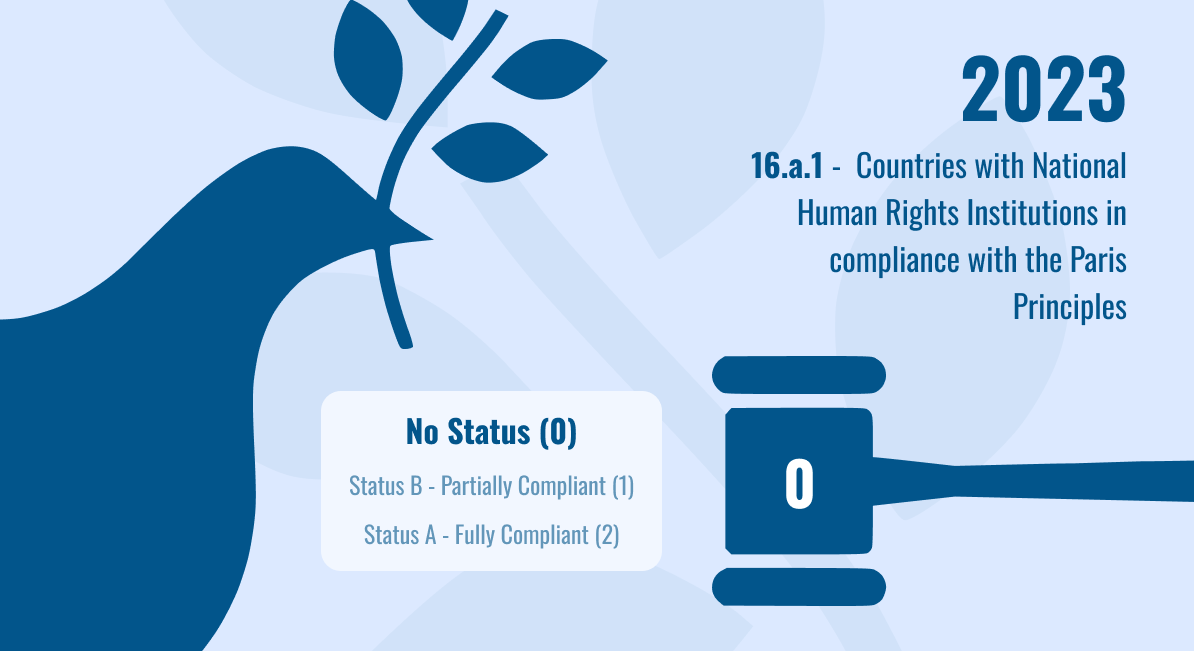 2023
16.a.1 - Countries with National
Human Rights Institutions in
compliance with the Paris
Principles
No Status (0)
Status B - Partially Compliant (1)
Status A - Fully Compliant (2)
0